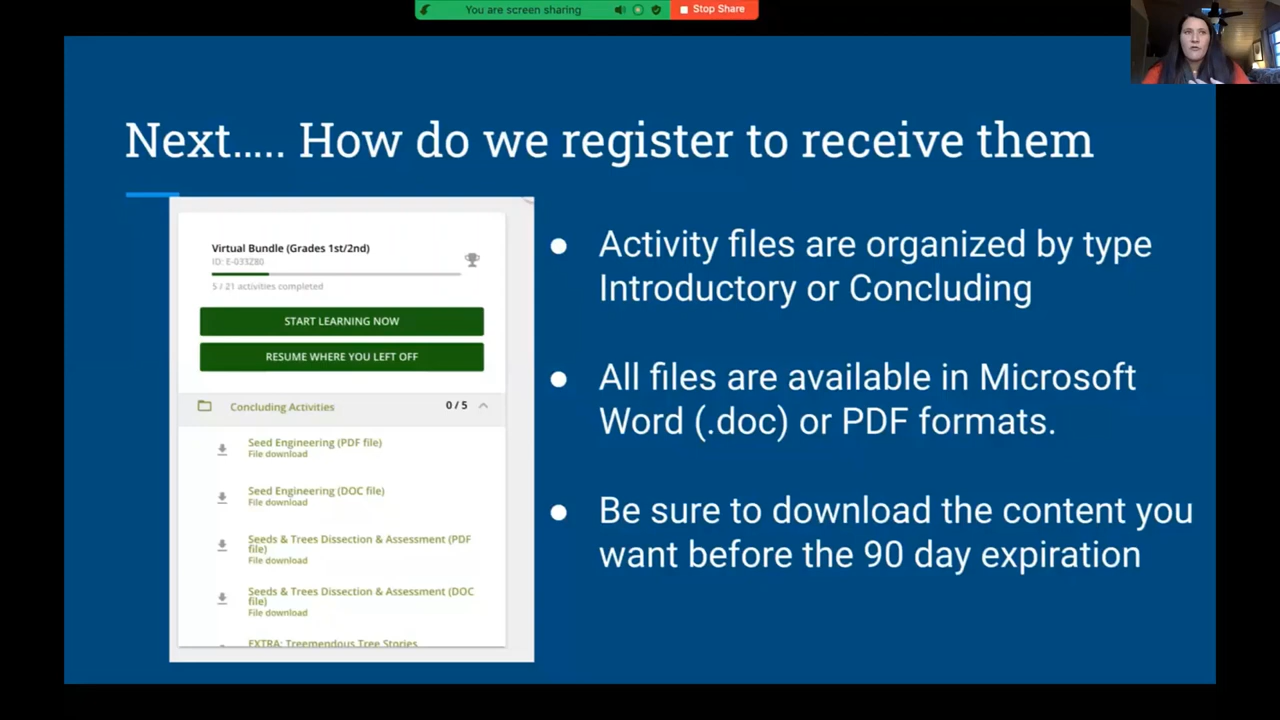 You are screen sharing
Stop Share
Next..... How do we register to receive them
Virtual Bundle (Grades 1st/2nd)
ID: E-033Z80
5 / 21 activities completed
START LEARNING NOW
RESUME WHERE YOU LEFT OFF
Concluding Activities 0 / 5
Seed Engineering (PDF file)
File download
Seed Engineering (DOC file)
File download
Seeds & Trees Dissection & Assessment (PDF
file)
File download
Seeds & Trees Dissection & Assessment (DOC
file)
File download
EXTRA: Treemendous Tree Stories
● Activity files are organized by type
Introductory or Concluding
● All files are available in Microsoft
Word (.doc) or PDF formats.
● Be sure to download the content you
want before the 90 day expiration